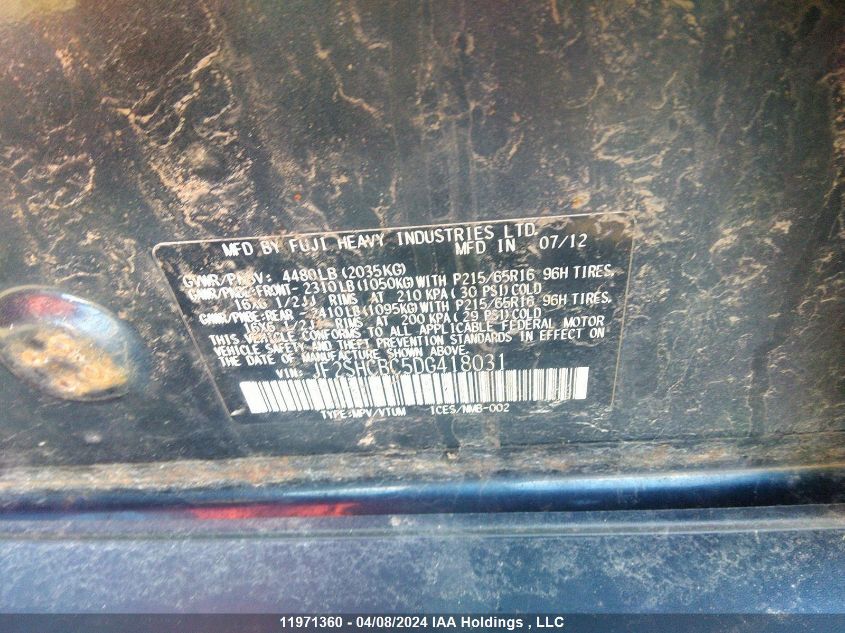 MFD BY FUJI HEAVY INDUSTRIES LTD.
MFD IN 07/12
GVWR/PNBV: 4480LB(2035KG)
GAWR/PNBE:FRONT-2310LB(1050KG)WITH P215/65R16 96H TIRES,
16X6 1/2JJ RIMS AT 210 KPA( 30 PSI)COLD
GAWR/PNBE:REAR -2410LB(1095KG)WITH P215/65R16 96H TIRES,
16X6 1/2JJ RIMS AT 200 KPA( 29 PSI)COLD
THIS VEHICLE CONFORMS TO ALL APPLICABLE FEDERAL MOTOR
VEHICLE SAFETY AND THEFT PREVENTION STANDARDS IN EFFECT ON
THE DATE OF MANUFACTURE SHOWN ABOVE.
VIN: JF2SHCBC5DG418031
TYPE:MPV/VTUM ICES/NMB-002
11971360 - 04/08/2024 IAA Holdings , LLC